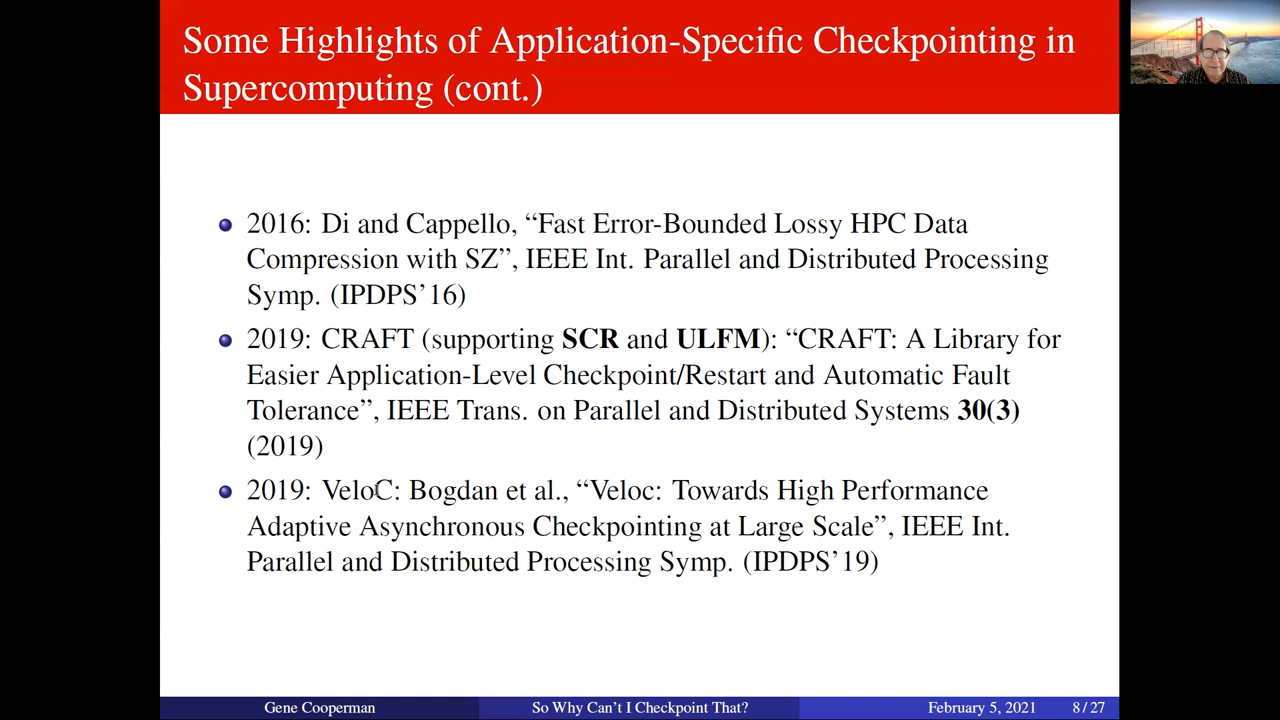 Some Highlights of Application-Specific Checkpointing in
Supercomputing (cont.)
2016: Di and Cappello, “Fast Error-Bounded Lossy HPC Data
Compression with SZ”, IEEE Int. Parallel and Distributed Processing
Symp. (IPDPS’16)
2019: CRAFT (supporting SCR and ULFM): “CRAFT: A Library for
Easier Application-Level Checkpoint/Restart and Automatic Fault
Tolerance”, IEEE Trans. on Parallel and Distributed Systems 30(3)
(2019)
2019: VeloC: Bogdan et al., “Veloc: Towards High Performance
Adaptive Asynchronous Checkpointing at Large Scale”, IEEE Int.
Parallel and Distributed Processing Symp. (IPDPS’19)
Gene Cooperman So Why Can’t I Checkpoint That? February 5, 2021 8 / 27